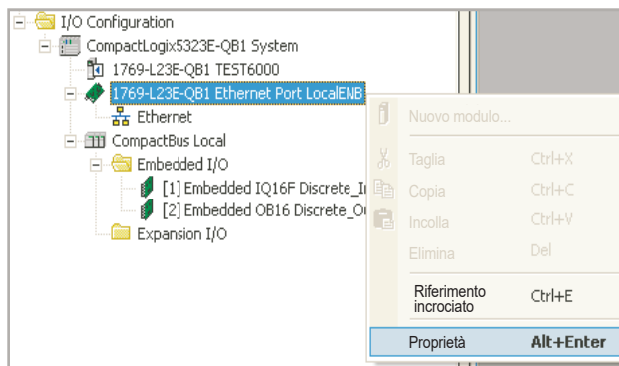 I/O Configuration
CompactLogix5323E-QB1 System
1769-L23E-QB1 TEST6000
1769-L23E-QB1 Ethernet Port LocalENB
Ethernet
CompactBus Local
Embedded I/O
[1] Embedded IQ16F Discrete_I
[2] Embedded OB16 Discrete_O
Expansion I/O
Nuovo modulo...
Taglia Ctrl+X
Copia Ctrl+C
Incolla Ctrl+V
Elimina Del
Riferimento
incrociato Ctrl+E
Proprietà Alt+Enter